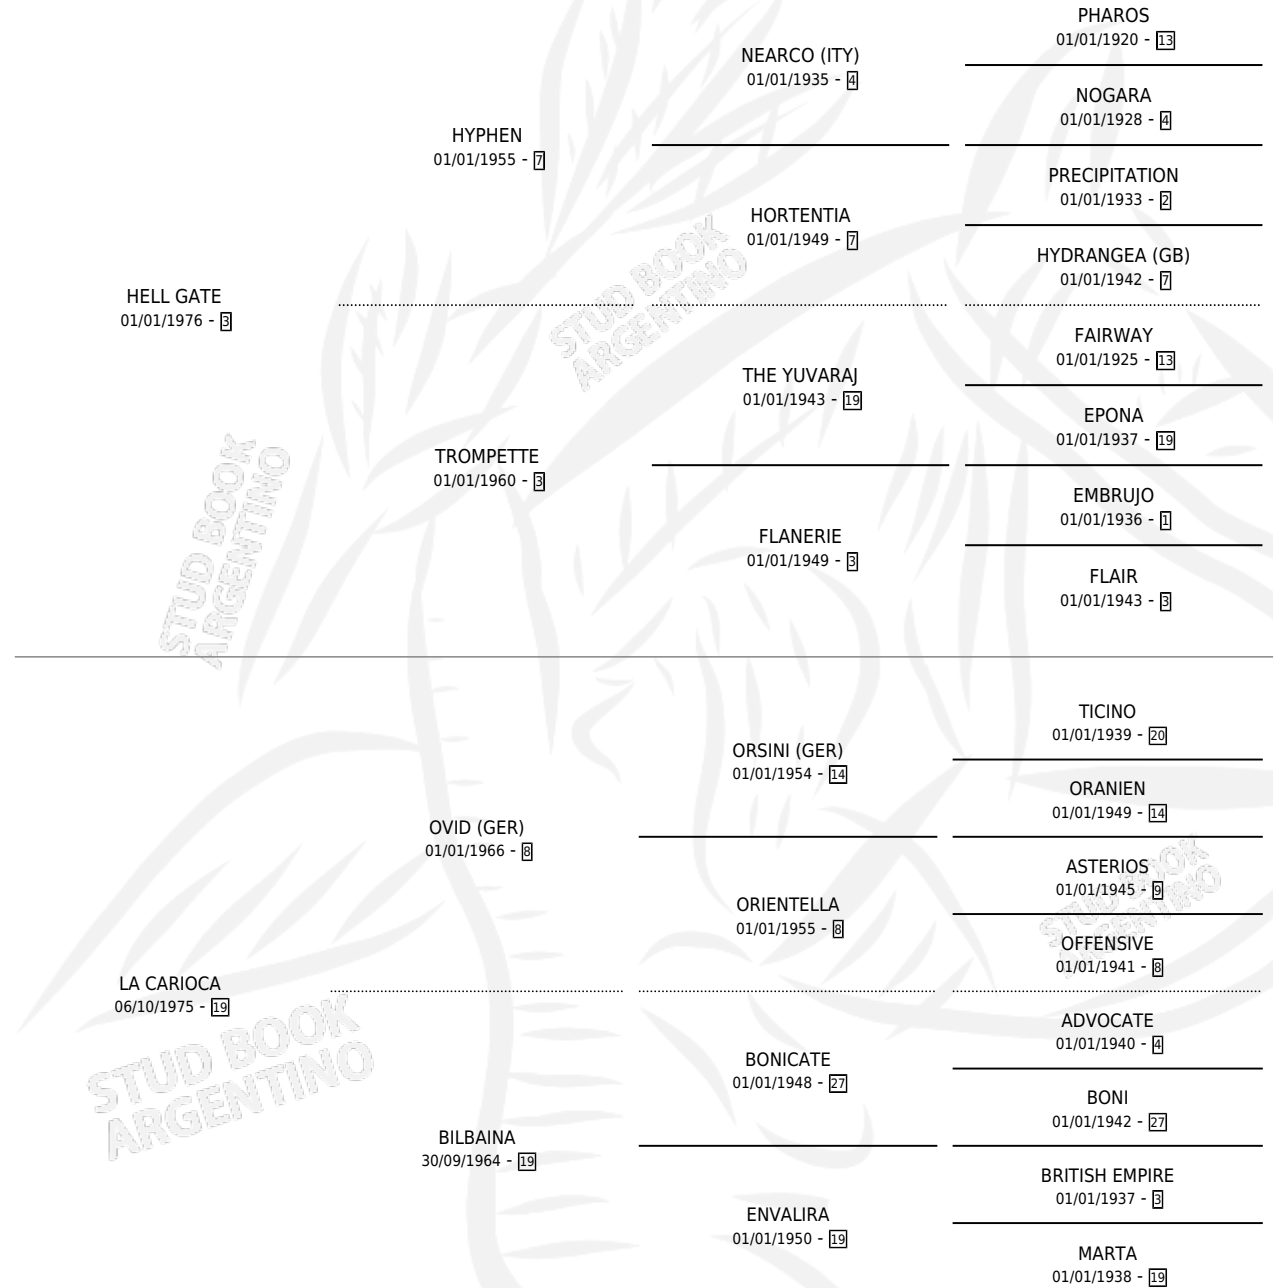 PHAROS
01/01/1920 - 13
NEARCO (ITY)
01/01/1935 - 4
NOGARA
01/01/1928 - 4
HYPHEN
01/01/1955 - 7
PRECIPITATION
01/01/1933 - 2
HORTENTIA
01/01/1949 - 7
HYDRANGEA (GB)
01/01/1942 - 7
HELL GATE
01/01/1976 - 3
STUD BOOK
ARGENTINO
FAIRWAY
01/01/1925 - 13
THE YUVARAJ
01/01/1943 - 19
EPONA
01/01/1937 - 19
TROMPETTE
01/01/1960 - 3
EMBRUJO
01/01/1936 - 1
FLANERIE
01/01/1949 - 3
FLAIR
01/01/1943 - 3
STUD BOOK
ARGENTINO
TICINO
01/01/1939 - 20
ORSINI (GER)
01/01/1954 - 14
ORANIEN
01/01/1949 - 14
OVID (GER)
01/01/1966 - 8
ASTERIOS
01/01/1945 - 9
ORIENTELLA
01/01/1955 - 8
OFFENSIVE
01/01/1941 - 8
STUD BOOK
ARGENTINO
LA CARIOCA
06/10/1975 - 19
ADVOCATE
01/01/1940 - 4
BONICATE
01/01/1948 - 27
BONI
01/01/1942 - 27
STUD BOOK
ARGENTINO
BILBAINA
30/09/1964 - 19
BRITISH EMPIRE
01/01/1937 - 3
ENVALIRA
01/01/1950 - 19
MARTA
01/01/1938 - 19